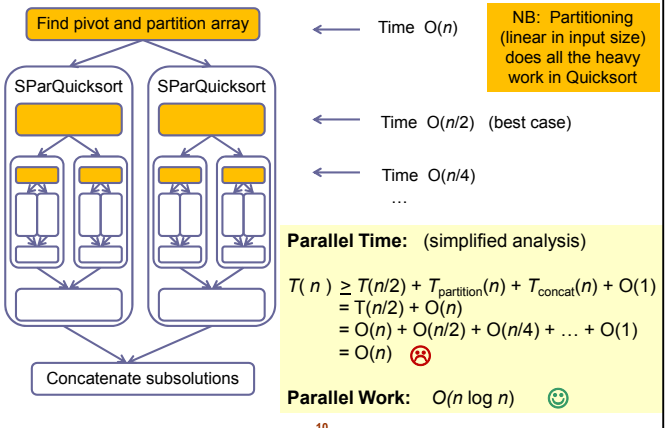 Find pivot and partition array
Time O(n)
NB: Partitioning
(linear in input size)
does all the heavy
work in Quicksort
SParQuicksort
SParQuicksort
Time O(n/2) (best case)
Time O(n/4)
…
Parallel Time: (simplified analysis)
T( n ) ≥ T(n/2) + Tpartition(n) + Tconcat(n) + O(1)
= T(n/2) + O(n)
= O(n) + O(n/2) + O(n/4) + … + O(1)
= O(n)
Concatenate subsolutions
Parallel Work: O(n log n)
10